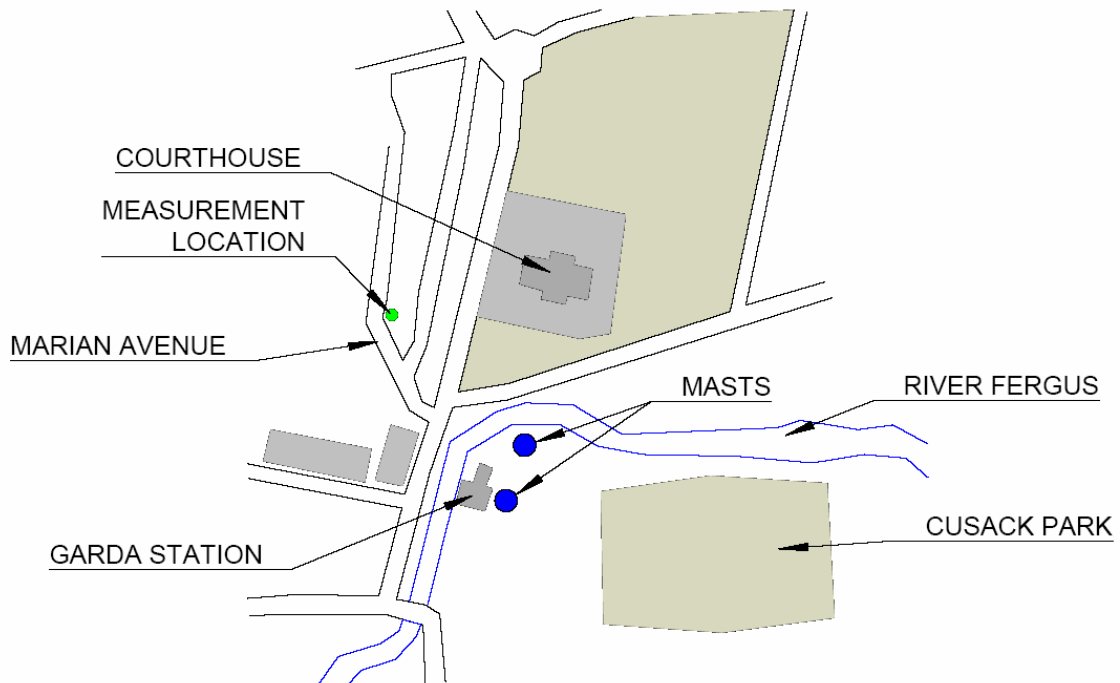 COURTHOUSE
MEASUREMENT
LOCATION
MARIAN AVENUE
MASTS
RIVER FERGUS
CUSACK PARK
GARDA STATION